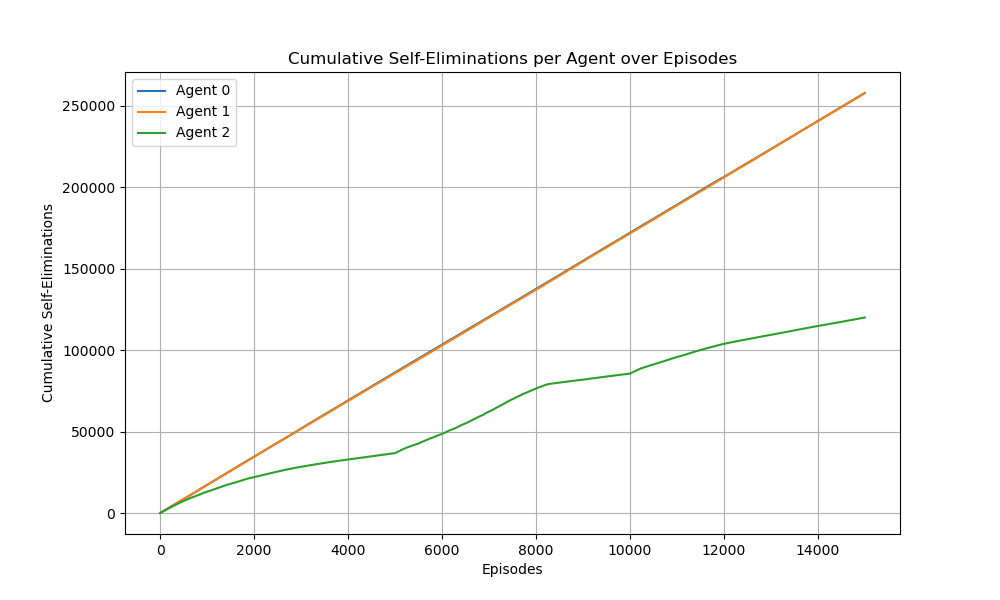 Cumulative Self-Eliminations per Agent over Episodes
Agent 0
Agent 1
Agent 2
250000
200000
150000
100000
50000
0
Cumulative Self-Eliminations
0 2000 4000 6000 8000 10000 12000 14000
Episodes